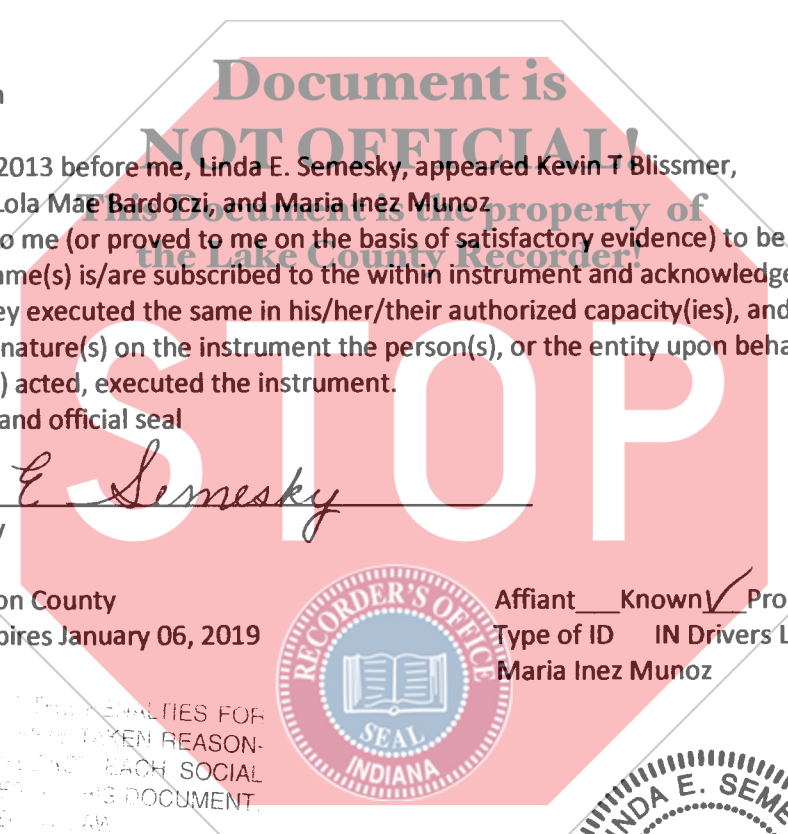 Document is
NOT OFFICIAL!
This Document is the property of
the Lake County Recorder!
STOP
2013 before me, Linda E. Semesky, appeared Kevin T Blissmer,
Lola Mae Bardoczi, and Maria Inez Munoz
o me (or proved to me on the basis of satisfactory evidence) to be
me(s) is/are subscribed to the within instrument and acknowledge
ey executed the same in his/her/their authorized capacity(ies), and
nature(s) on the instrument the person(s), or the entity upon beha
) acted, executed the instrument.
and official seal
E Semesky
on County
pires January 06, 2019
Affiant___Known___Pro
Type of ID IN Drivers L
Maria Inez Munoz
RECORDER'S OFFICE
SEAL
INDIANA
PENALTIES FOR
TAKEN REASON-
EACH SOCIAL
DOCUMENT.
NDA E. SEME